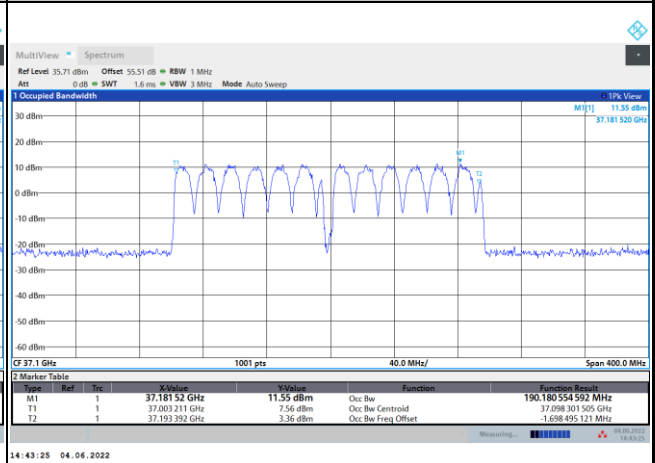 MultiView Spectrum
Ref Level 35.71 dBm Offset 55.51 dB RBW 1 MHz
Att 0 dB SWT 1.6 ms VBW 3 MHz Mode Auto Sweep
1 Occupied Bandwidth 1Pk View
M1[1] 11.55 dBm
37.181 520 GHz
30 dBm
20 dBm
M1
T1
10 dBm
T2
0 dBm
-10 dBm
-20 dBm
-30 dBm
-40 dBm
-50 dBm
-60 dBm
CF 37.1 GHz 1001 pts 40.0 MHz/ Span 400.0 MHz
2 Marker Table
Type Ref Trc X-Value Y-Value Function Function Result
M1 1 37.181 52 GHz 11.55 dBm Occ Bw 190.180 554 592 MHz
T1 1 37.003 211 GHz 7.56 dBm Occ Bw Centroid 37.098 301 505 GHz
T2 1 37.193 392 GHz 3.36 dBm Occ Bw Freq Offset -1.698 495 121 MHz
Measuring... 04.06.2022
14:43:25
14:43:25 04.06.2022